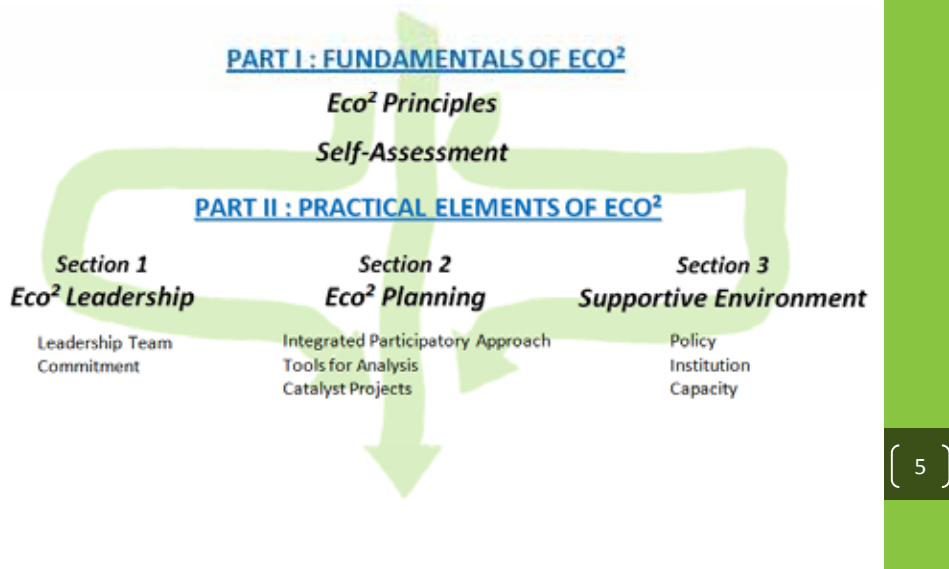 PART I : FUNDAMENTALS OF ECO²
Eco² Principles
Self-Assessment
PART II : PRACTICAL ELEMENTS OF ECO²
Section 1
Eco² Leadership
Leadership Team
Commitment
Section 2
Eco² Planning
Integrated Participatory Approach
Tools for Analysis
Catalyst Projects
Section 3
Supportive Environment
Policy
Institution
Capacity
5